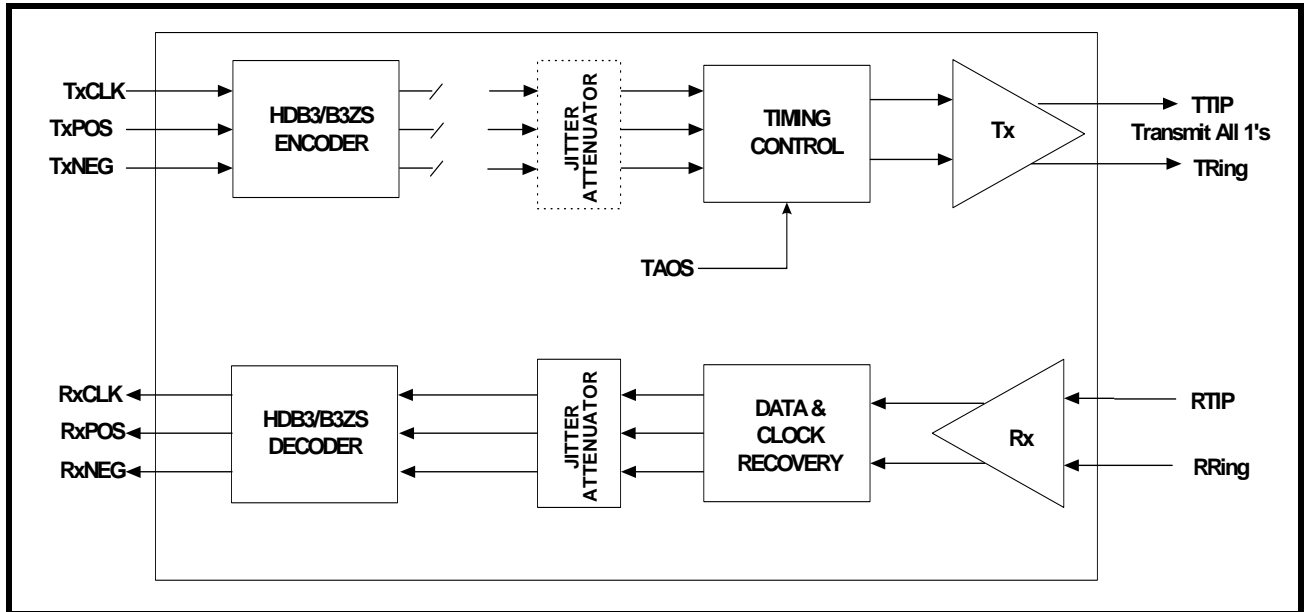 TxCLK
TxPOS
TxNEG
HDB3/B3ZS
ENCODER
JITTER
ATTENUATOR
TIMING
CONTROL
Tx
TTIP
Transmit All 1's
TRing
TAOS
RxCLK
RxPOS
RxNEG
HDB3/B3ZS
DECODER
JITTER
ATTENUATOR
DATA &
CLOCK
RECOVERY
Rx
RTIP
RRing